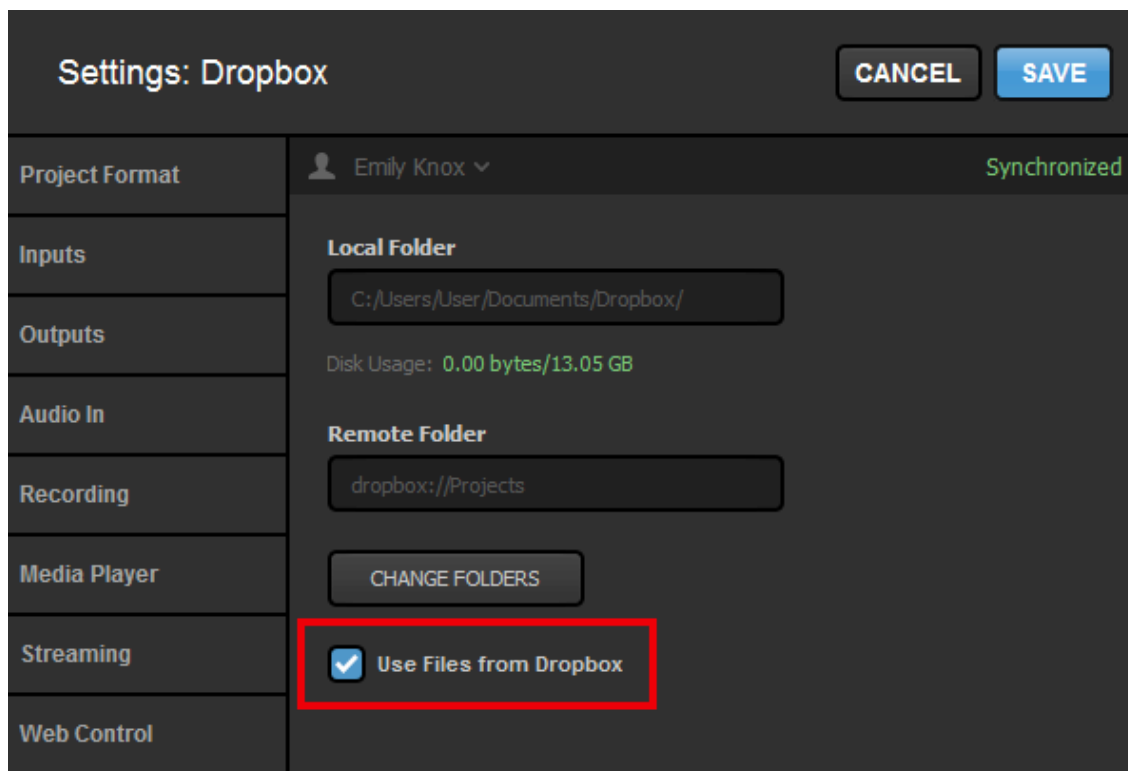 Settings: Dropbox
CANCEL
SAVE
Project Format
Inputs
Outputs
Audio In
Recording
Media Player
Streaming
Web Control
Emily Knox
Synchronized
Local Folder
C:/Users/User/Documents/Dropbox/
Disk Usage: 0.00 bytes/13.05 GB
Remote Folder
dropbox://Projects
CHANGE FOLDERS
Use Files from Dropbox